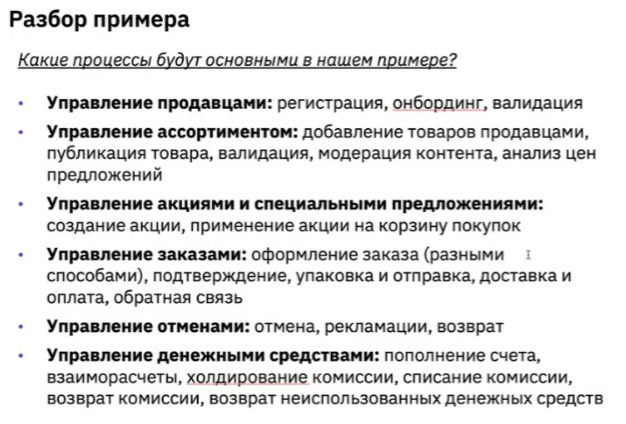 Разбор примера
Какие процессы будут основными в нашем примере?
• Управление продавцами: регистрация, онбординг, валидация
• Управление ассортиментом: добавление товаров продавцами,
публикация товара, валидация, модерация контента, анализ цен
предложений
• Управление акциями и специальными предложениями:
создание акции, применение акции на корзину покупок
• Управление заказами: оформление заказа (разными
способами), подтверждение, упаковка и отправка, доставка и
оплата, обратная связь
• Управление отменами: отмена, рекламации, возврат
• Управление денежными средствами: пополнение счета,
взаиморасчеты, холдирование комиссии, списание комиссии,
возврат комиссии, возврат неиспользованных денежных средств